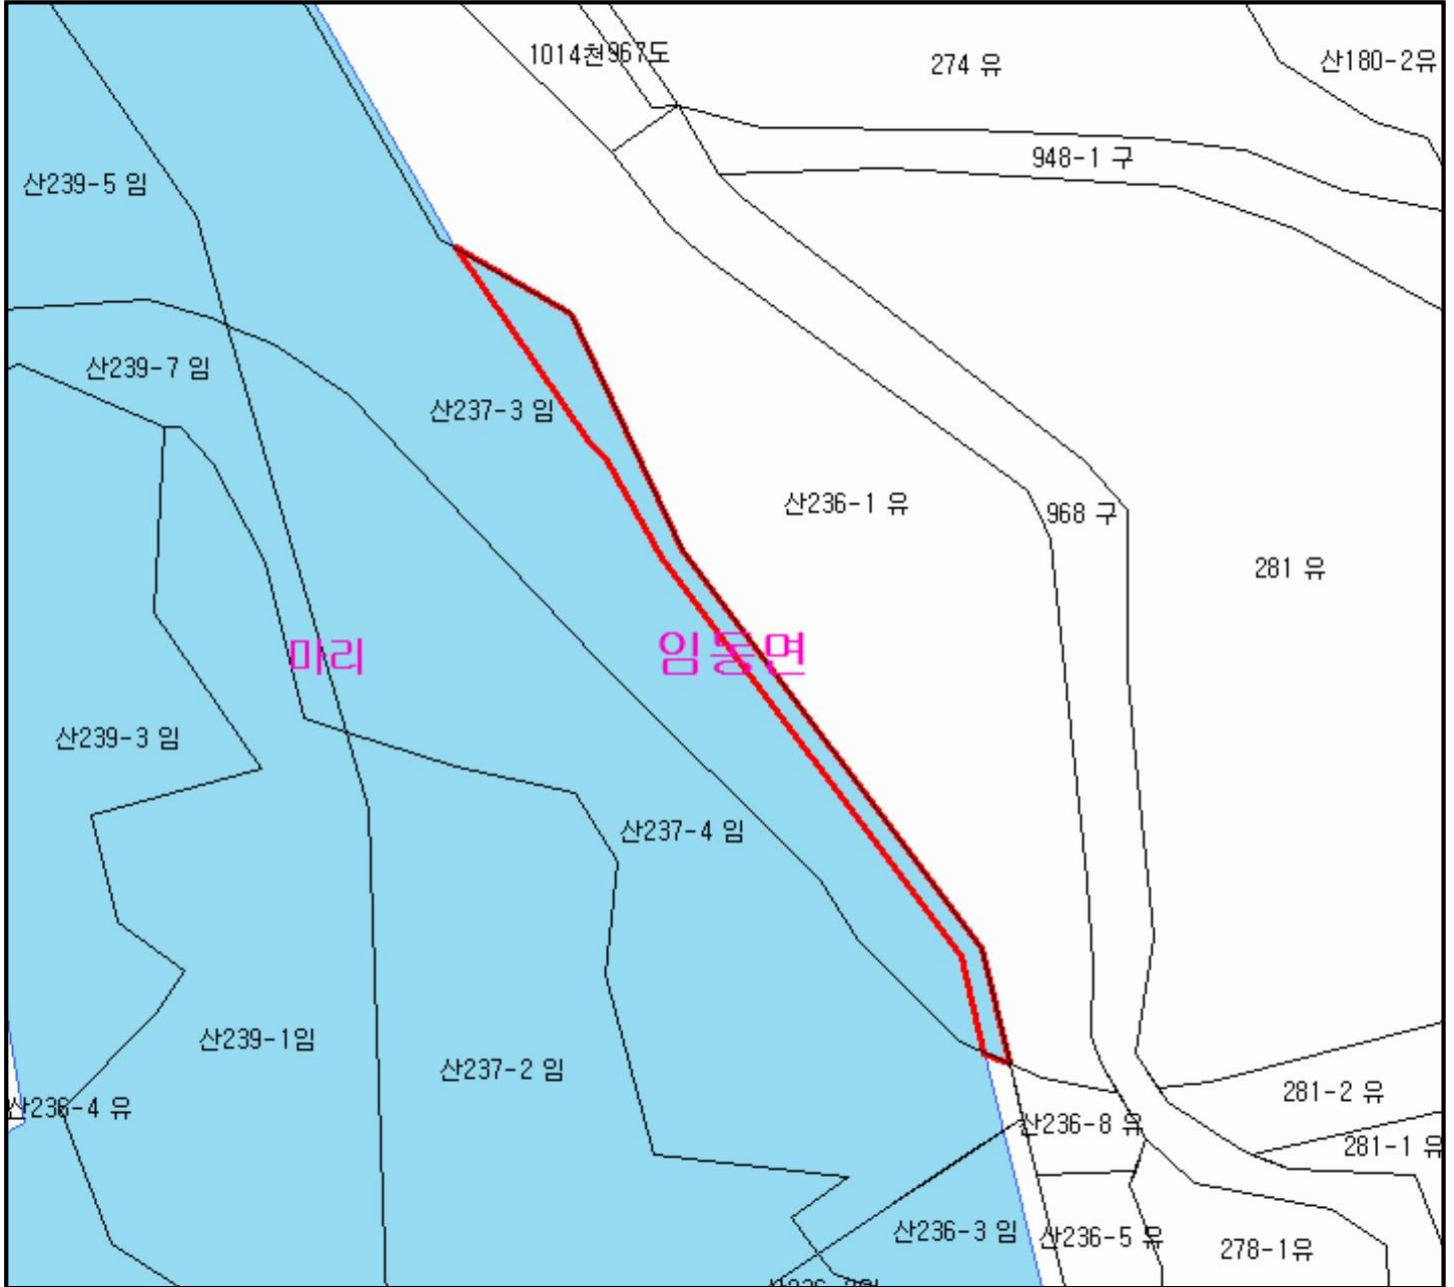 1014천967도
274 유
산180-2유
948-1 구
산239-5 임
산239-7 임
산237-3 임
산236-1 유
968 구
281 유
마리
임동면
산239-3 임
산237-4 임
산239-1임
산237-2 임
281-2 유
산236-4 유
산236-8 유
281-1 유
산236-3 임
산236-5 유
278-1유